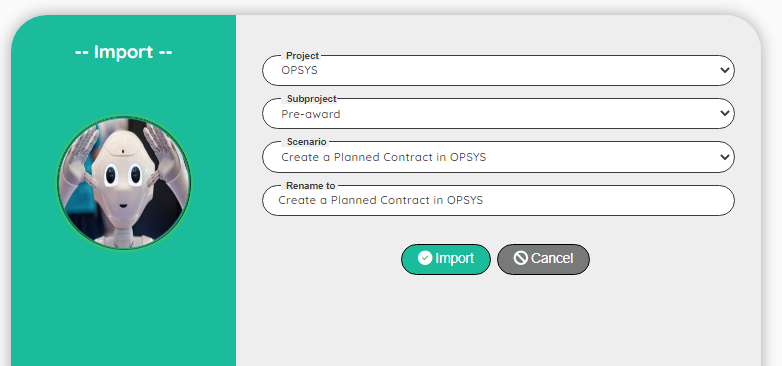 -- Import --
Project
OPSYS
Subproject
Pre-award
Scenario
Create a Planned Contract in OPSYS
Rename to
Create a Planned Contract in OPSYS
Import Cancel